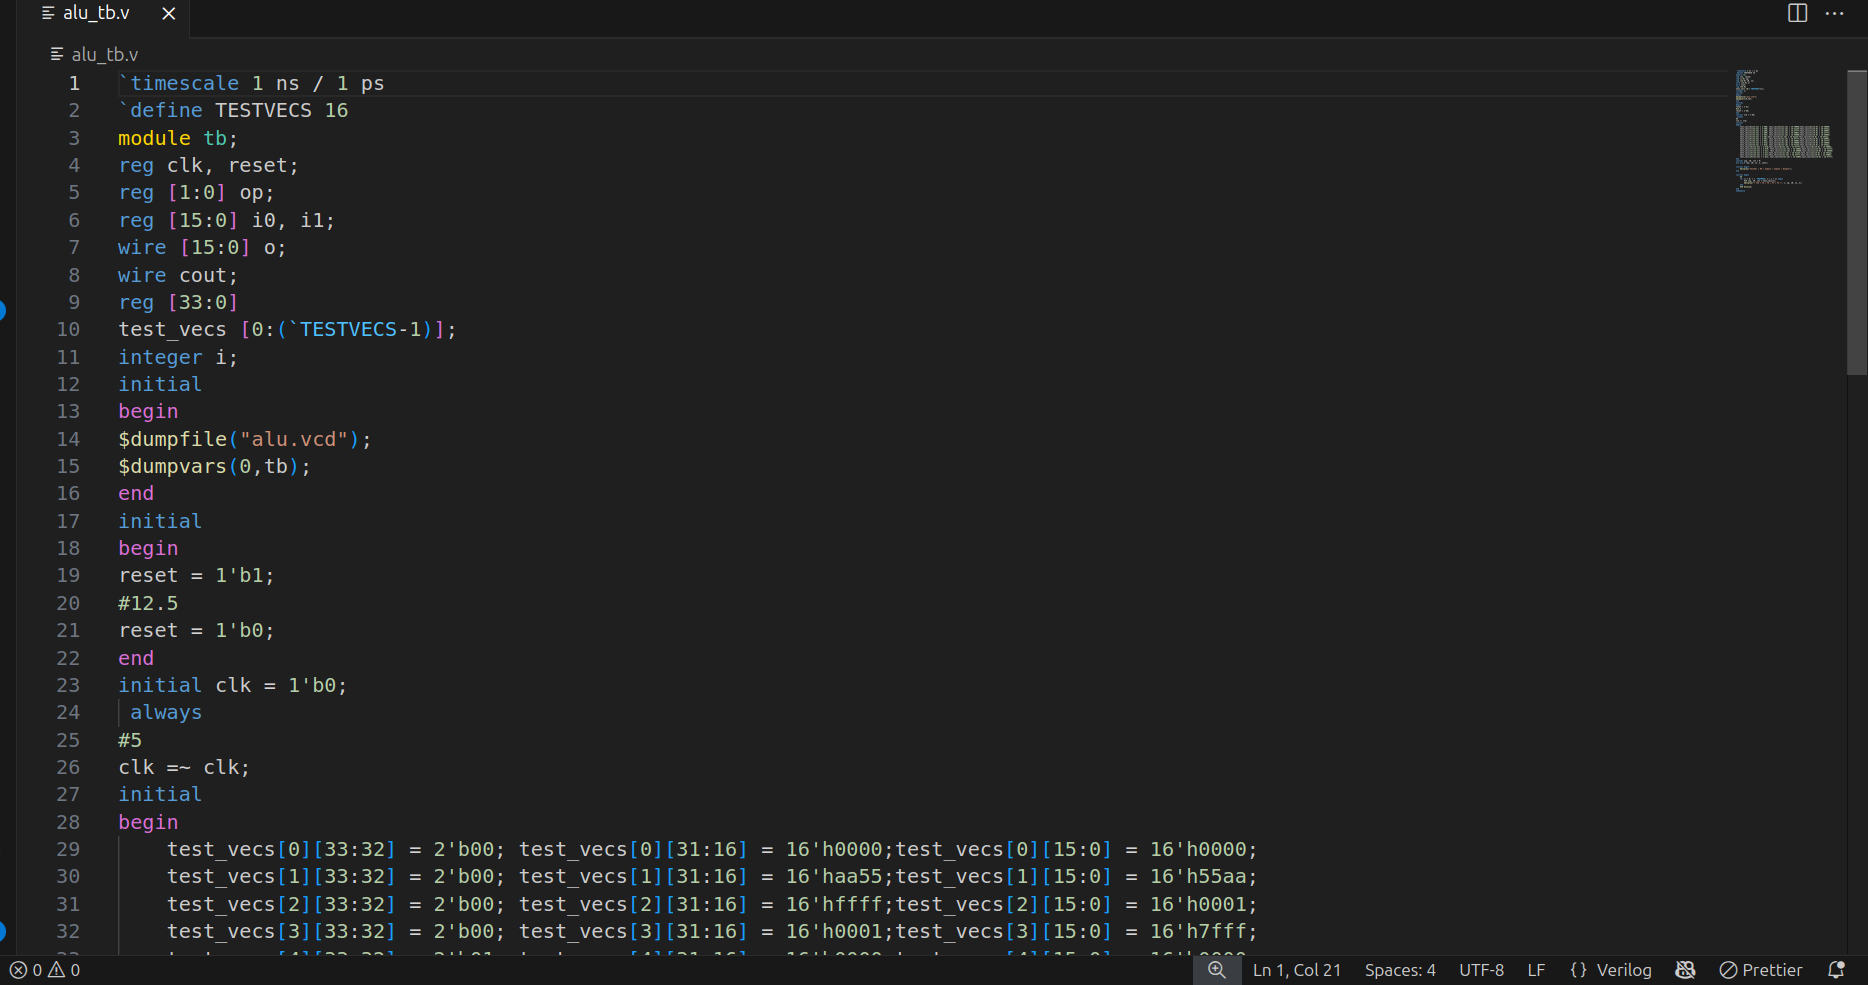 alu_tb.v
alu_tb.v
1 `timescale 1 ns / 1 ps
2 `define TESTVECS 16
3 module tb;
4 reg clk, reset;
5 reg [1:0] op;
6 reg [15:0] i0, i1;
7 wire [15:0] o;
8 wire cout;
9 reg [33:0]
10 test_vecs [0:(`TESTVECS-1)];
11 integer i;
12 initial
13 begin
14 $dumpfile("alu.vcd");
15 $dumpvars(0,tb);
16 end
17 initial
18 begin
19 reset = 1'b1;
20 #12.5
21 reset = 1'b0;
22 end
23 initial clk = 1'b0;
24 always
25 #5
26 clk =~ clk;
27 initial
28 begin
29 test_vecs[0][33:32] = 2'b00; test_vecs[0][31:16] = 16'h0000;test_vecs[0][15:0] = 16'h0000;
30 test_vecs[1][33:32] = 2'b00; test_vecs[1][31:16] = 16'haa55;test_vecs[1][15:0] = 16'h55aa;
31 test_vecs[2][33:32] = 2'b00; test_vecs[2][31:16] = 16'hffff;test_vecs[2][15:0] = 16'h0001;
32 test_vecs[3][33:32] = 2'b00; test_vecs[3][31:16] = 16'h0001;test_vecs[3][15:0] = 16'h7fff;
0 0 Ln 1, Col 21 Spaces: 4 UTF-8 LF {} Verilog Prettier